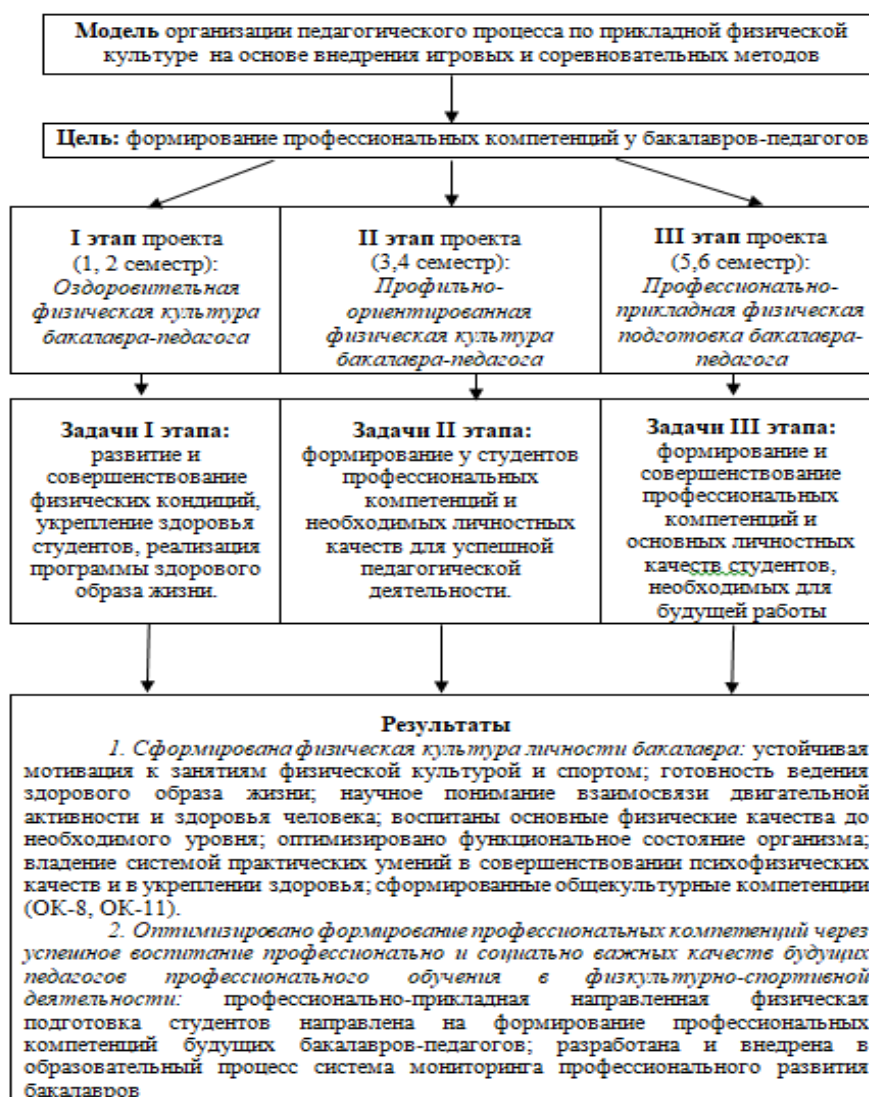 Модель организации педагогического процесса по прикладной физической
культуре на основе внедрения игровых и соревновательных методов
Цель: формирование профессиональных компетенций у бакалавров-педагогов
I этап проекта
(1, 2 семестр):
Оздоровительная
физическая культура
бакалавра-педагога
II этап проекта
(3,4 семестр):
Профильно-
ориентированная
физическая культура
бакалавра-педагога
III этап проекта
(5,6 семестр):
Профессионально-
прикладная физическая
подготовка бакалавра-
педагога
Задачи I этапа:
развитие и
совершенствование
физических кондиций,
укрепление здоровья
студентов, реализация
программы здорового
образа жизни.
Задачи II этапа:
формирование у студентов
профессиональных
компетенций и
необходимых личностных
качеств для успешной
педагогической
деятельности.
Задачи III этапа:
формирование и
совершенствование
профессиональных
компетенций и
основных личностных
качеств студентов,
необходимых для
будущей работы
Результаты
1. Сформирована физическая культура личности бакалавра: устойчивая
мотивация к занятиям физической культурой и спортом; готовность ведения
здорового образа жизни; научное понимание взаимосвязи двигательной
активности и здоровья человека; воспитаны основные физические качества до
необходимого уровня; оптимизировано функциональное состояние организма;
владение системой практических умений в совершенствовании психофизических
качеств и в укреплении здоровья; сформированные общекультурные компетенции
(ОК-8, ОК-11).
2. Оптимизировано формирование профессиональных компетенций через
успешное воспитание профессионально и социально важных качеств будущих
педагогов профессионального обучения в физкультурно-спортивной
деятельности: профессионально-прикладная направленная физическая
подготовка студентов направлена на формирование профессиональных
компетенций будущих бакалавров-педагогов; разработана и внедрена в
образовательный процесс система мониторинга профессионального развития
бакалавров